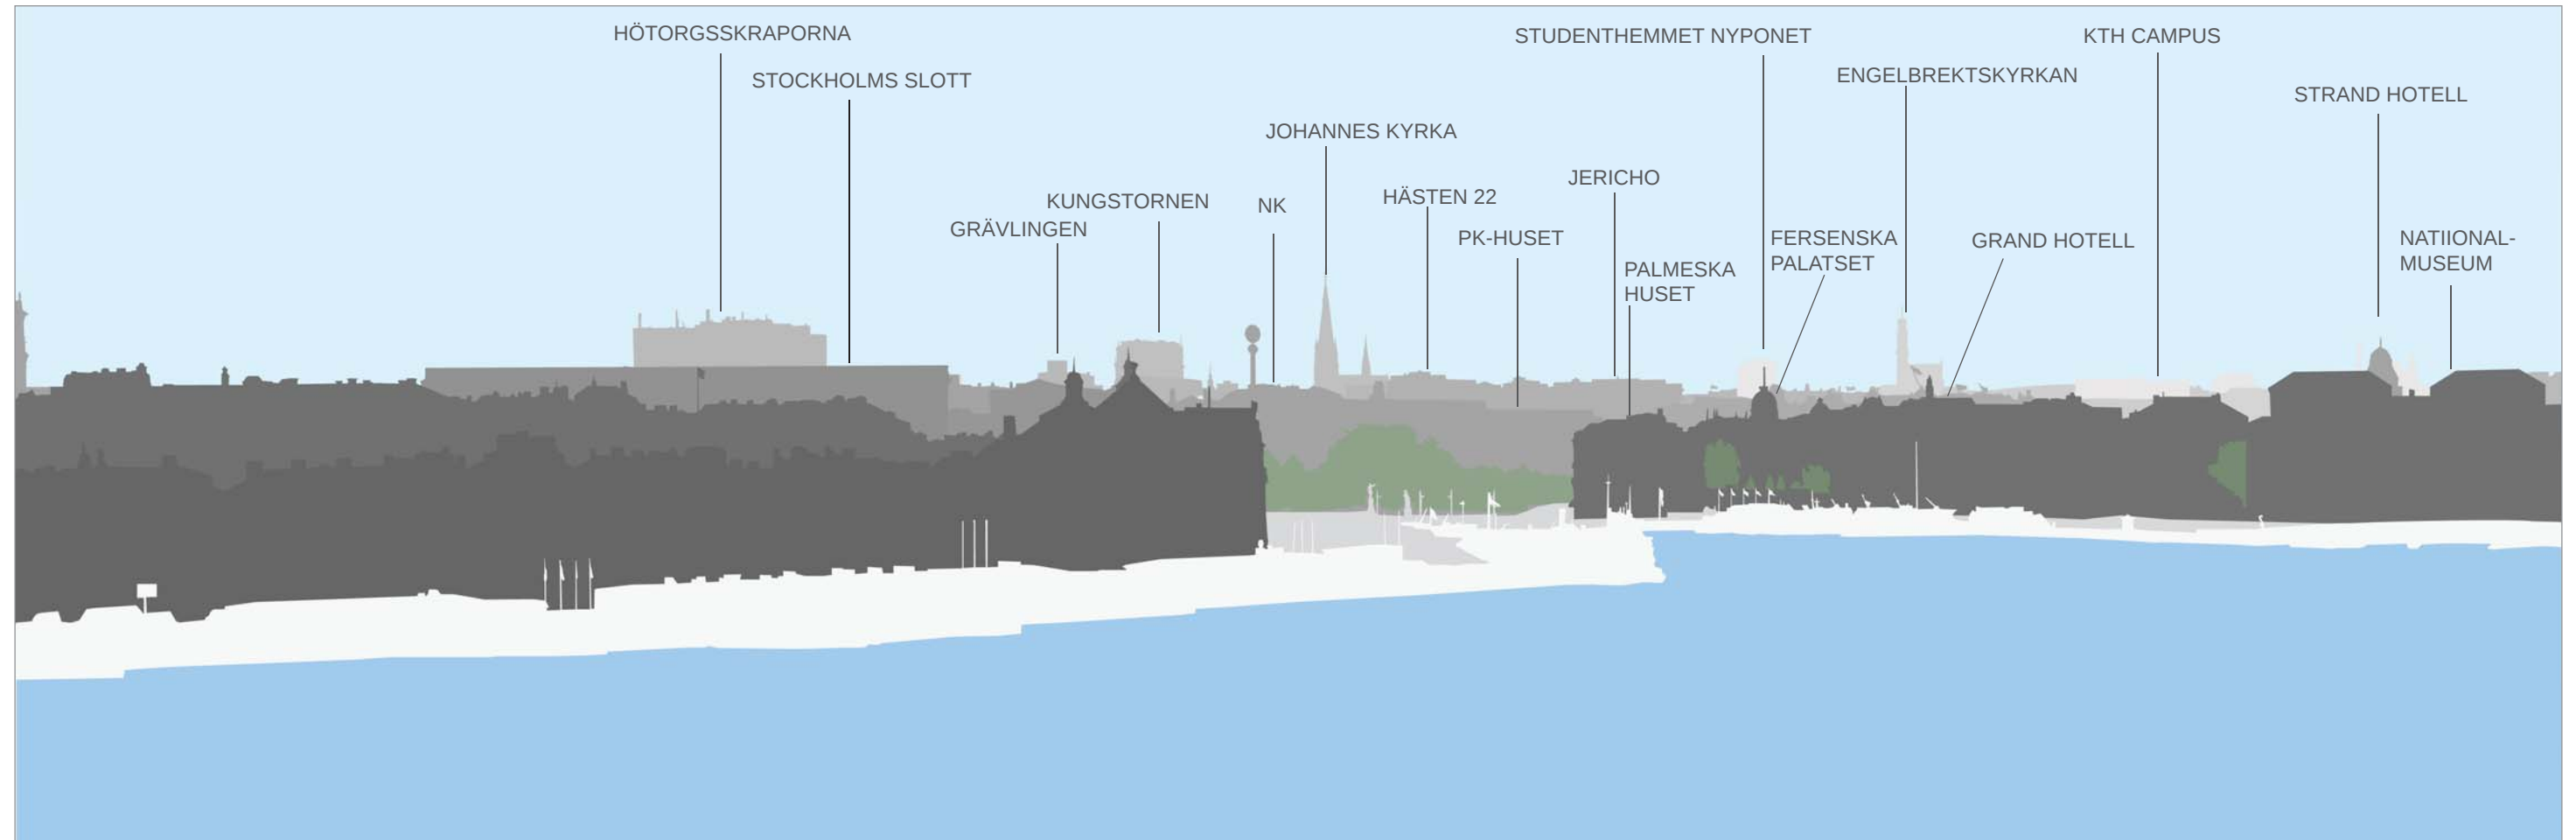 HÖTORGSSKRAPORNA
STOCKHOLMS SLOTT
GRÄVLINGEN
KUNGSTORNEN
NK
JOHANNES KYRKA
HÄSTEN 22
PK-HUSET
STUDENTHEMMET NYPONET
JERICHO
PALMESKA
HUSET
FERSENSKA
PALATSET
ENGELBREKTSKYRKAN
GRAND HOTELL
KTH CAMPUS
STRAND HOTELL
NATIIONAL-
MUSEUM